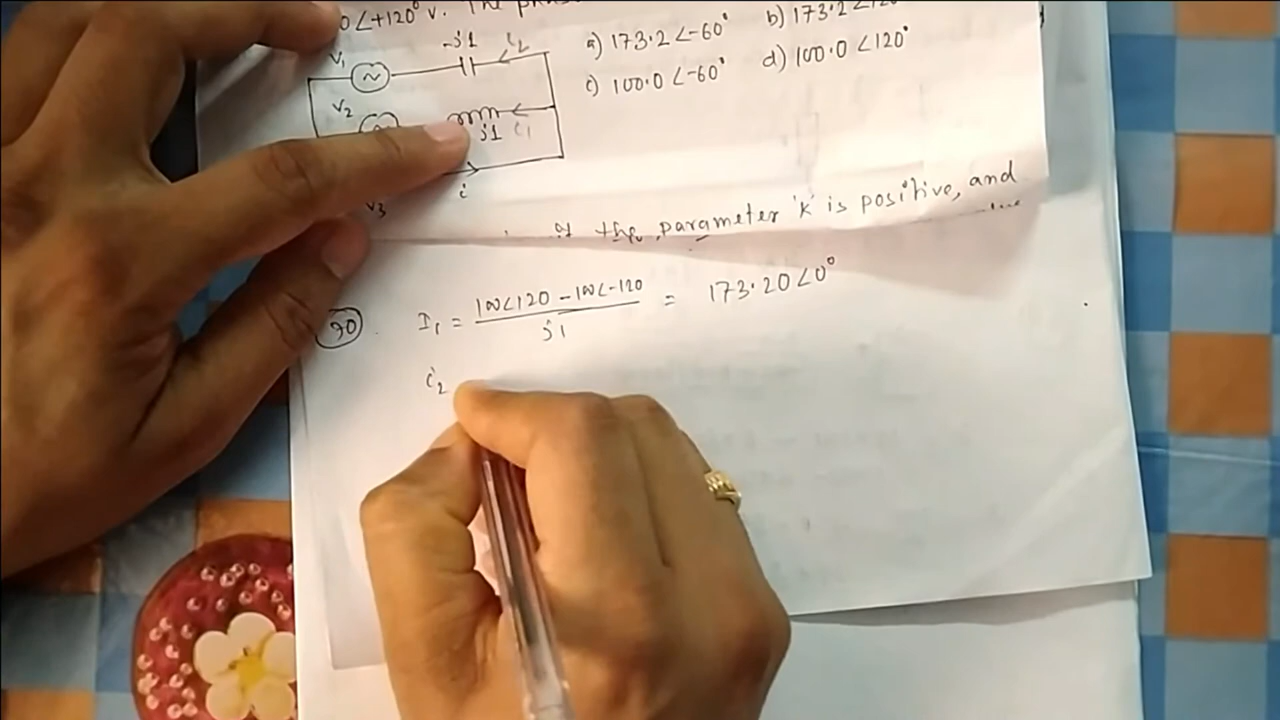 0∠+120° V. The
a) 173.2∠-60°
b) 173.2∠120
c) 100.0∠-60°
d) 100.0∠120°
-j1
i2
V1
V2
j1
i1
i
V3
of the parameter 'K' is positive, and
90. I1 = 100∠120 - 100∠-120 / j1 = 173.20∠0°
i2